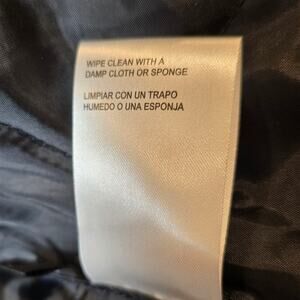 WIPE CLEAN WITH A
DAMP CLOTH OR SPONGE
LIMPIAR CON UN TRAPO
HUMEDO O UNA ESPONJA